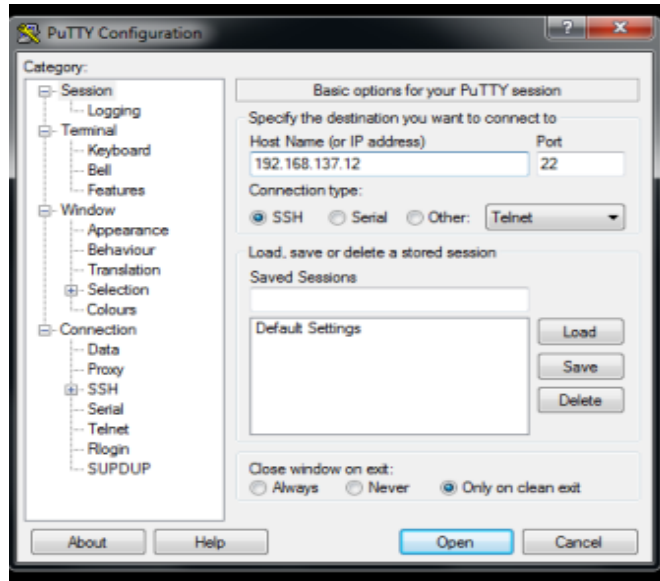 PuTTY Configuration
Category:
Session
Logging
Terminal
Keyboard
Bell
Features
Window
Appearance
Behaviour
Translation
Selection
Colours
Connection
Data
Proxy
SSH
Serial
Telnet
Rlogin
SUPDUP
Basic options for your PuTTY session
Specify the destination you want to connect to
Host Name (or IP address) Port
192.168.137.12 22
Connection type:
SSH Serial Other: Telnet
Load, save or delete a stored session
Saved Sessions
Default Settings
Load
Save
Delete
Close window on exit:
Always Never Only on clean exit
About Help Open Cancel